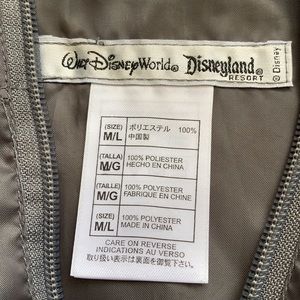 Walt Disney World® Disneyland®
RESORT
© Disney
(SIZE) ポリエステル 100%
M/L 中国製
(TALLA) 100% POLYESTER
M/G HECHO EN CHINA
(TAILLE) 100% POLYESTER
M/G FABRIQUE EN CHINE
(SIZE) 100% POLYESTER
M/L MADE IN CHINA
CARE ON REVERSE
INDICATIONS AU VERSO
取り扱い表示は裏面を御覧下さい。